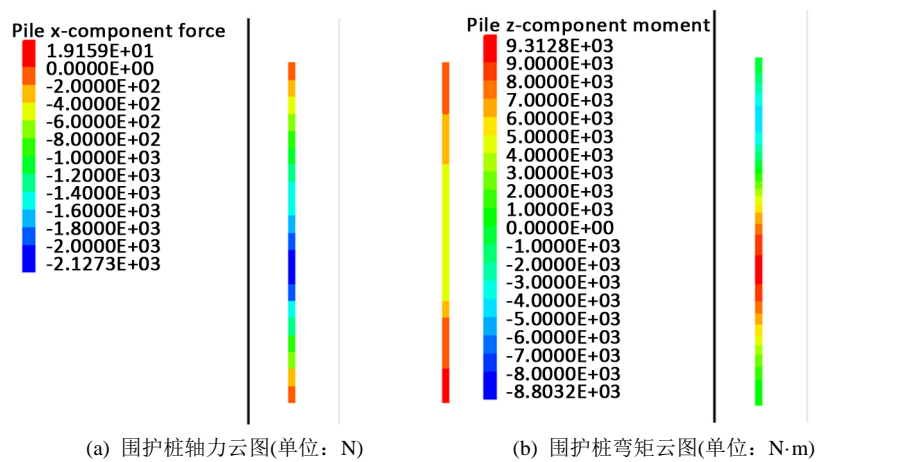 Pile x-component force
1.9159E+01
0.0000E+00
-2.0000E+02
-4.0000E+02
-6.0000E+02
-8.0000E+02
-1.0000E+03
-1.2000E+03
-1.4000E+03
-1.6000E+03
-1.8000E+03
-2.0000E+03
-2.1273E+03
Pile z-component moment
9.3128E+03
9.0000E+03
8.0000E+03
7.0000E+03
6.0000E+03
5.0000E+03
4.0000E+03
3.0000E+03
2.0000E+03
1.0000E+03
0.0000E+00
-1.0000E+03
-2.0000E+03
-3.0000E+03
-4.0000E+03
-5.0000E+03
-6.0000E+03
-7.0000E+03
-8.0000E+03
-8.8032E+03
(a) 围护桩轴力云图(单位：N)
(b) 围护桩弯矩云图(单位：N·m)